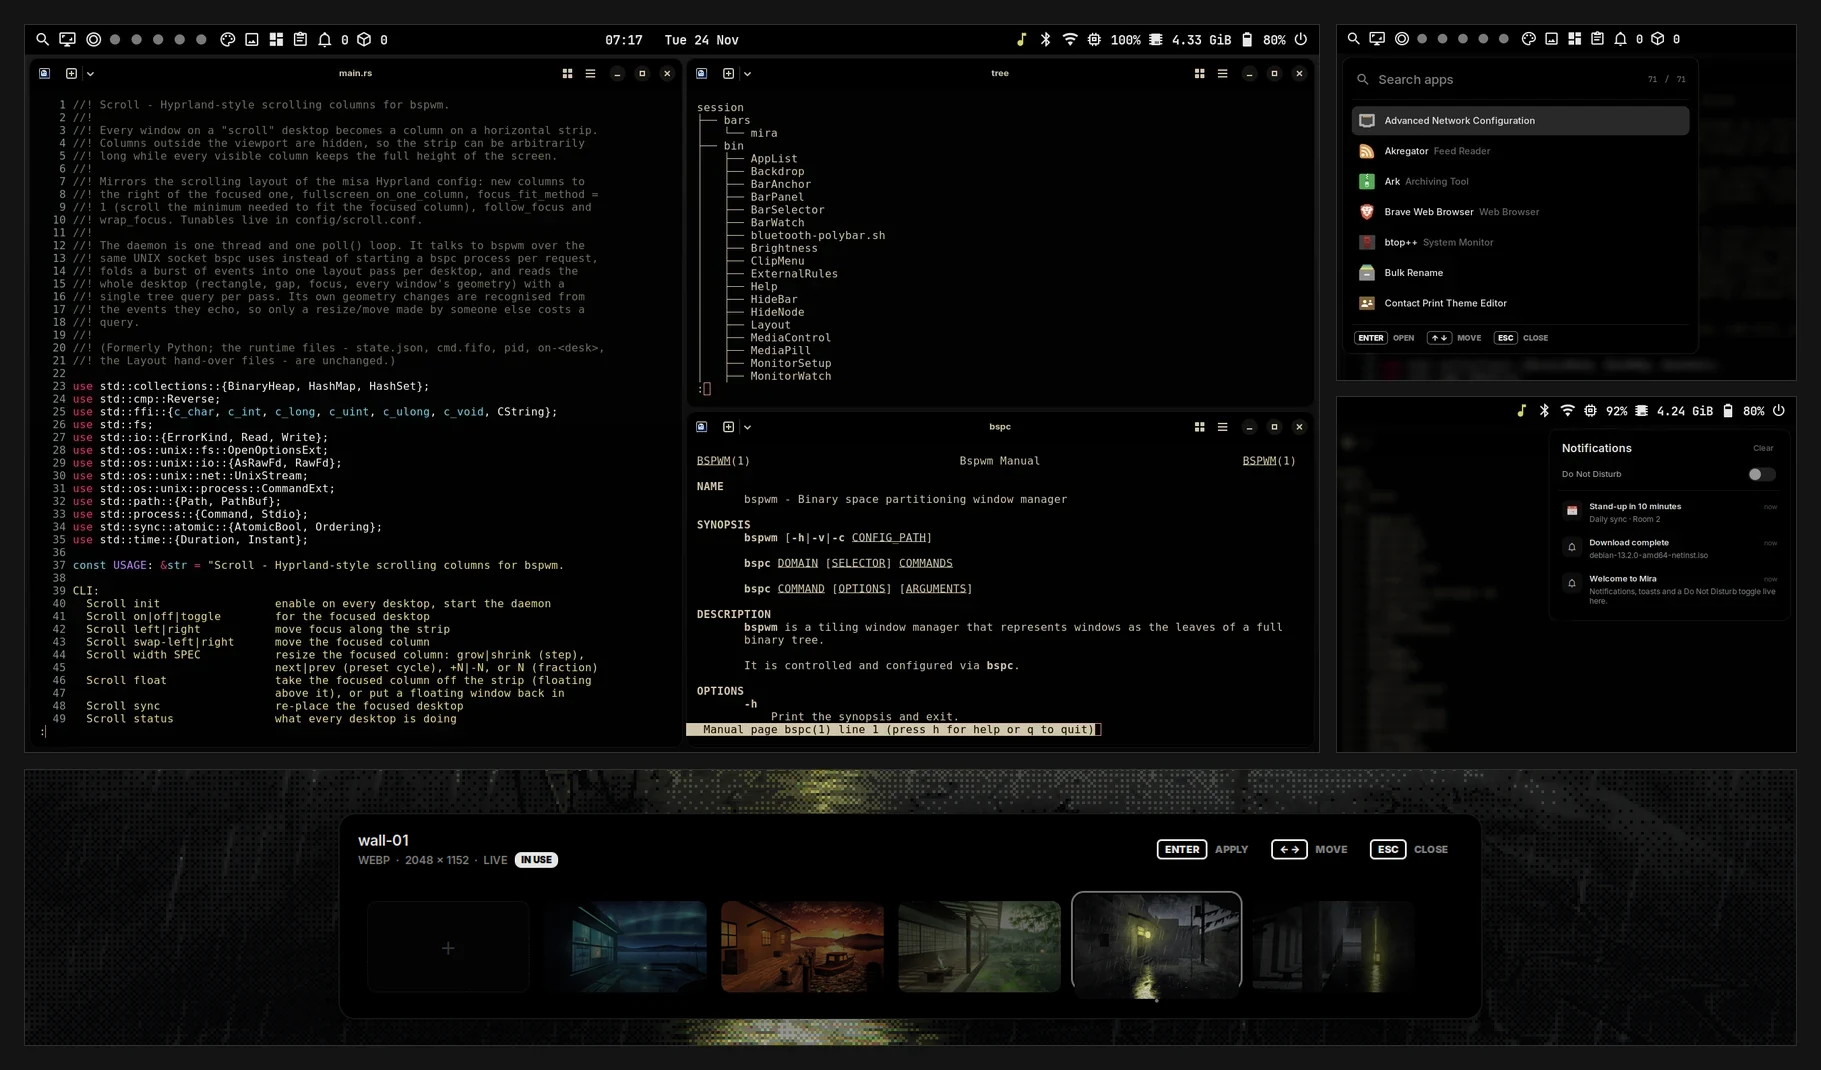 0 0 07:17 Tue 24 Nov 100% 4.33 GiB 80%
main.rs
1 //! Scroll - Hyprland-style scrolling columns for bspwm.
2 //!
3 //! Every window on a "scroll" desktop becomes a column on a horizontal strip.
4 //! Columns outside the viewport are hidden, so the strip can be arbitrarily
5 //! long while every visible column keeps the full height of the screen.
6 //!
7 //! Mirrors the scrolling layout of the misa Hyprland config: new columns to
8 //! the right of the focused one, fullscreen_on_one_column, focus_fit_method =
9 //! 1 (scroll the minimum needed to fit the focused column), follow_focus and
10 //! wrap_focus. Tunables live in config/scroll.conf.
11 //!
12 //! The daemon is one thread and one poll() loop. It talks to bspwm over the
13 //! same UNIX socket bspc uses instead of starting a bspc process per request,
14 //! folds a burst of events into one layout pass per desktop, and reads the
15 //! whole desktop (rectangle, gap, focus, every window's geometry) with a
16 //! single tree query per pass. Its own geometry changes are recognised from
17 //! the events they echo, so only a resize/move made by someone else costs a
18 //! query.
19 //!
20 //! (Formerly Python; the runtime files - state.json, cmd.fifo, pid, on-<desk>,
21 //! the Layout hand-over files - are unchanged.)
22
23 use std::collections::{BinaryHeap, HashMap, HashSet};
24 use std::cmp::Reverse;
25 use std::ffi::{c_char, c_int, c_long, c_uint, c_ulong, c_void, CString};
26 use std::fs;
27 use std::io::{ErrorKind, Read, Write};
28 use std::os::unix::fs::OpenOptionsExt;
29 use std::os::unix::io::{AsRawFd, RawFd};
30 use std::os::unix::net::UnixStream;
31 use std::os::unix::process::CommandExt;
32 use std::path::{Path, PathBuf};
33 use std::process::{Command, Stdio};
34 use std::sync::atomic::{AtomicBool, Ordering};
35 use std::time::{Duration, Instant};
36
37 const USAGE: &str = "Scroll - Hyprland-style scrolling columns for bspwm.
38
39 CLI:
40 Scroll init enable on every desktop, start the daemon
41 Scroll on|off|toggle for the focused desktop
42 Scroll left|right move focus along the strip
43 Scroll swap-left|right move the focused column
44 Scroll width SPEC resize the focused column: grow|shrink (step),
45 next|prev (preset cycle), +N|-N, or N (fraction)
46 Scroll float take the focused column off the strip (floating
47 above it), or put a floating window back in
48 Scroll sync re-place the focused desktop
49 Scroll status what every desktop is doing
:
tree
session
├── bars
│   └── mira
├── bin
│   ├── AppList
│   ├── Backdrop
│   ├── BarAnchor
│   ├── BarPanel
│   ├── BarSelector
│   ├── BarWatch
│   ├── bluetooth-polybar.sh
│   ├── Brightness
│   ├── ClipMenu
│   ├── ExternalRules
│   ├── Help
│   ├── HideBar
│   ├── HideNode
│   ├── Layout
│   ├── MediaControl
│   ├── MediaPill
│   ├── MonitorSetup
│   ├── MonitorWatch
:
bspc
BSPWM(1) Bspwm Manual BSPWM(1)
NAME
bspwm - Binary space partitioning window manager
SYNOPSIS
bspwm [-h|-v|-c CONFIG_PATH]
bspc DOMAIN [SELECTOR] COMMANDS
bspc COMMAND [OPTIONS] [ARGUMENTS]
DESCRIPTION
bspwm is a tiling window manager that represents windows as the leaves of a full
binary tree.
It is controlled and configured via bspc.
OPTIONS
-h
Print the synopsis and exit.
Manual page bspc(1) line 1 (press h for help or q to quit)
0 0
Search apps 71 / 71
Advanced Network Configuration
Akregator Feed Reader
Ark Archiving Tool
Brave Web Browser Web Browser
btop++ System Monitor
Bulk Rename
Contact Print Theme Editor
ENTER OPEN ↑↓ MOVE ESC CLOSE
92% 4.24 GiB 80%
Notifications Clear
Do Not Disturb
Stand-up in 10 minutes now
Daily sync · Room 2
Download complete now
debian-13.2.0-amd64-netinst.iso
Welcome to Mira now
Notifications, toasts and a Do Not Disturb toggle live
here.
wall-01
WEBP · 2048 × 1152 · LIVE IN USE
ENTER APPLY ←→ MOVE ESC CLOSE